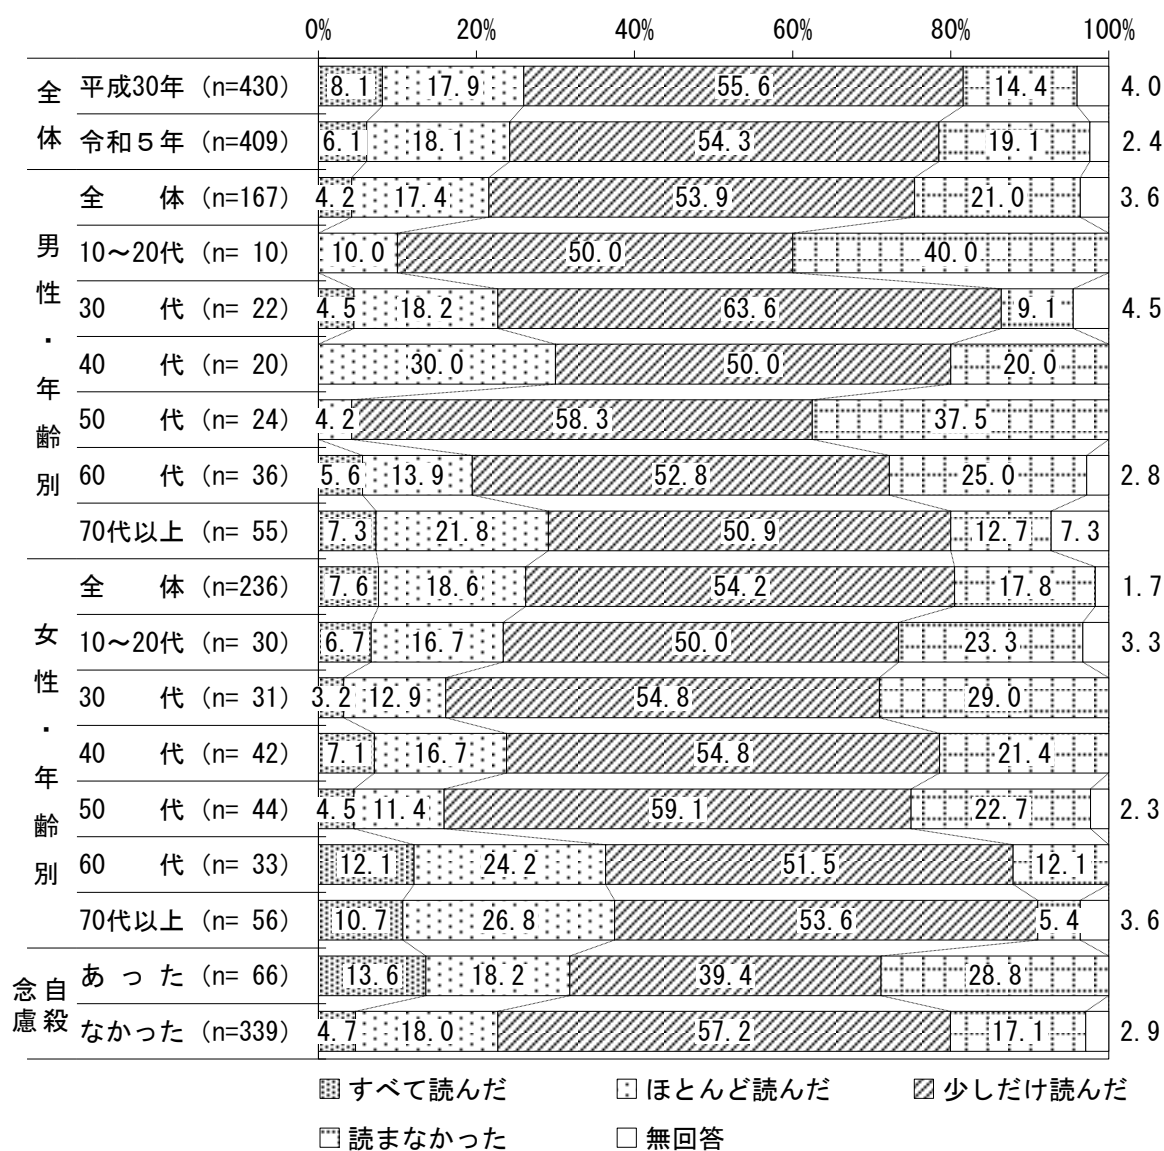 0% 20% 40% 60% 80% 100%
全体
平成30年 (n=430) 8.1 17.9 55.6 14.4 4.0
令和５年 (n=409) 6.1 18.1 54.3 19.1 2.4
男性・年齢別
全　　体 (n=167) 4.2 17.4 53.9 21.0 3.6
10～20代 (n= 10) 10.0 50.0 40.0
30　　代 (n= 22) 4.5 18.2 63.6 9.1 4.5
40　　代 (n= 20) 30.0 50.0 20.0
50　　代 (n= 24) 4.2 58.3 37.5
60　　代 (n= 36) 5.6 13.9 52.8 25.0 2.8
70代以上 (n= 55) 7.3 21.8 50.9 12.7 7.3
女性・年齢別
全　　体 (n=236) 7.6 18.6 54.2 17.8 1.7
10～20代 (n= 30) 6.7 16.7 50.0 23.3 3.3
30　　代 (n= 31) 3.2 12.9 54.8 29.0
40　　代 (n= 42) 7.1 16.7 54.8 21.4
50　　代 (n= 44) 4.5 11.4 59.1 22.7 2.3
60　　代 (n= 33) 12.1 24.2 51.5 12.1
70代以上 (n= 56) 10.7 26.8 53.6 5.4 3.6
自殺念慮
あ っ た (n= 66) 13.6 18.2 39.4 28.8
なかった (n=339) 4.7 18.0 57.2 17.1 2.9
すべて読んだ ほとんど読んだ 少しだけ読んだ
読まなかった 無回答